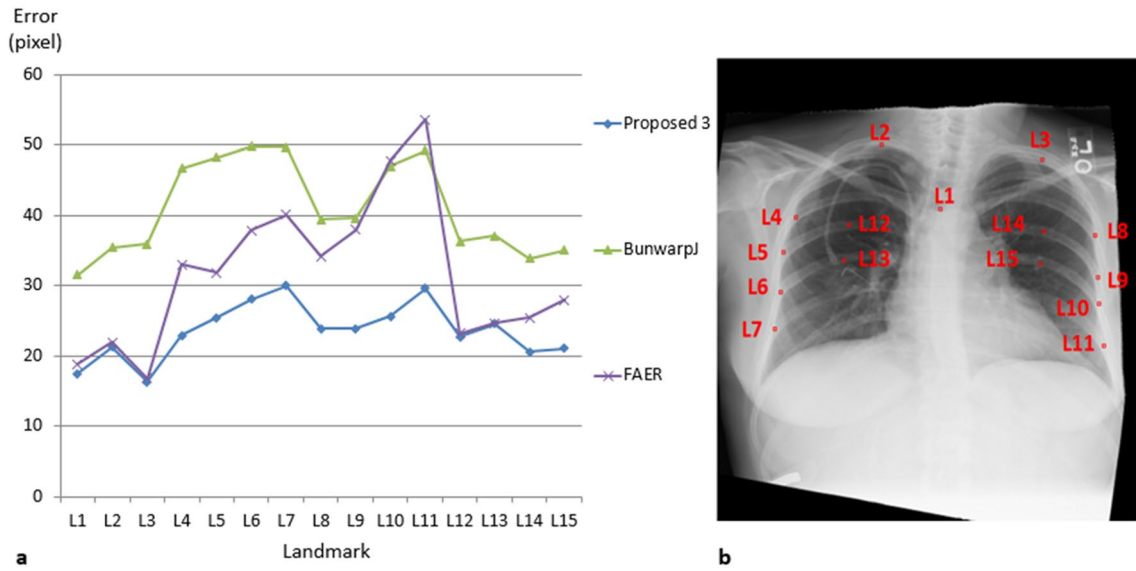 Error
(pixel)
60
50
40
30
20
10
0
L1 L2 L3 L4 L5 L6 L7 L8 L9 L10 L11 L12 L13 L14 L15
Landmark
Proposed 3
BunwarpJ
FAER
a
L2
L3
L1
L4
L12
L14
L8
L5
L13
L15
L6
L9
L10
L7
L11
b